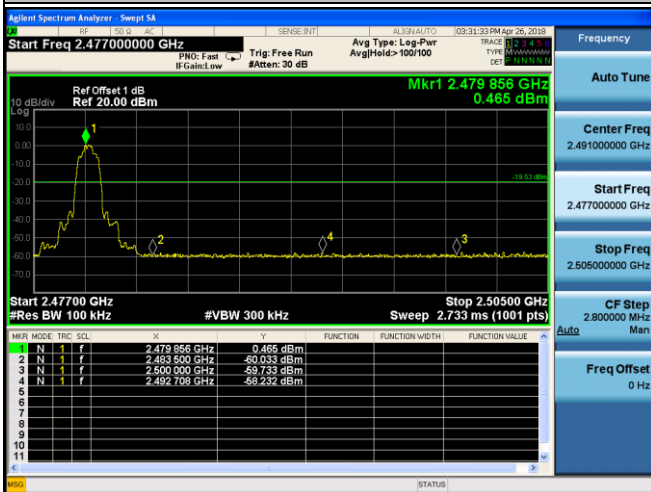 Agilent Spectrum Analyzer - Swept SA
RF 50 Ω AC SENSE:INT ALIGNAUTO 03:31:33 PM Apr 26, 2018
Start Freq 2.477000000 GHz
PNO: Fast
IFGain:Low
Trig: Free Run
#Atten: 30 dB
Avg Type: Log-Pwr
Avg|Hold:>100/100
TRACE 1 2 3 4 5 6
TYPE
DET P N N N N N
Ref Offset 1 dB
10 dB/div Ref 20.00 dBm
Log
Mkr1 2.479 856 GHz
0.465 dBm
10.0
0.00
-10.0
-20.0
-30.0
-40.0
-50.0
-60.0
-70.0
1
2
4
3
-19.53 dBm
Start 2.47700 GHz Stop 2.50500 GHz
#Res BW 100 kHz #VBW 300 kHz Sweep 2.733 ms (1001 pts)
MKR MODE TRC SCL X Y FUNCTION FUNCTION WIDTH FUNCTION VALUE
1 N 1 f 2.479 856 GHz 0.465 dBm
2 N 1 f 2.483 500 GHz -60.033 dBm
3 N 1 f 2.500 000 GHz -59.733 dBm
4 N 1 f 2.492 708 GHz -58.232 dBm
5
6
7
8
9
10
11
MSG STATUS
Frequency
Auto Tune
Center Freq
2.491000000 GHz
Start Freq
2.477000000 GHz
Stop Freq
2.505000000 GHz
CF Step
2.800000 MHz
Auto Man
Freq Offset
0 Hz